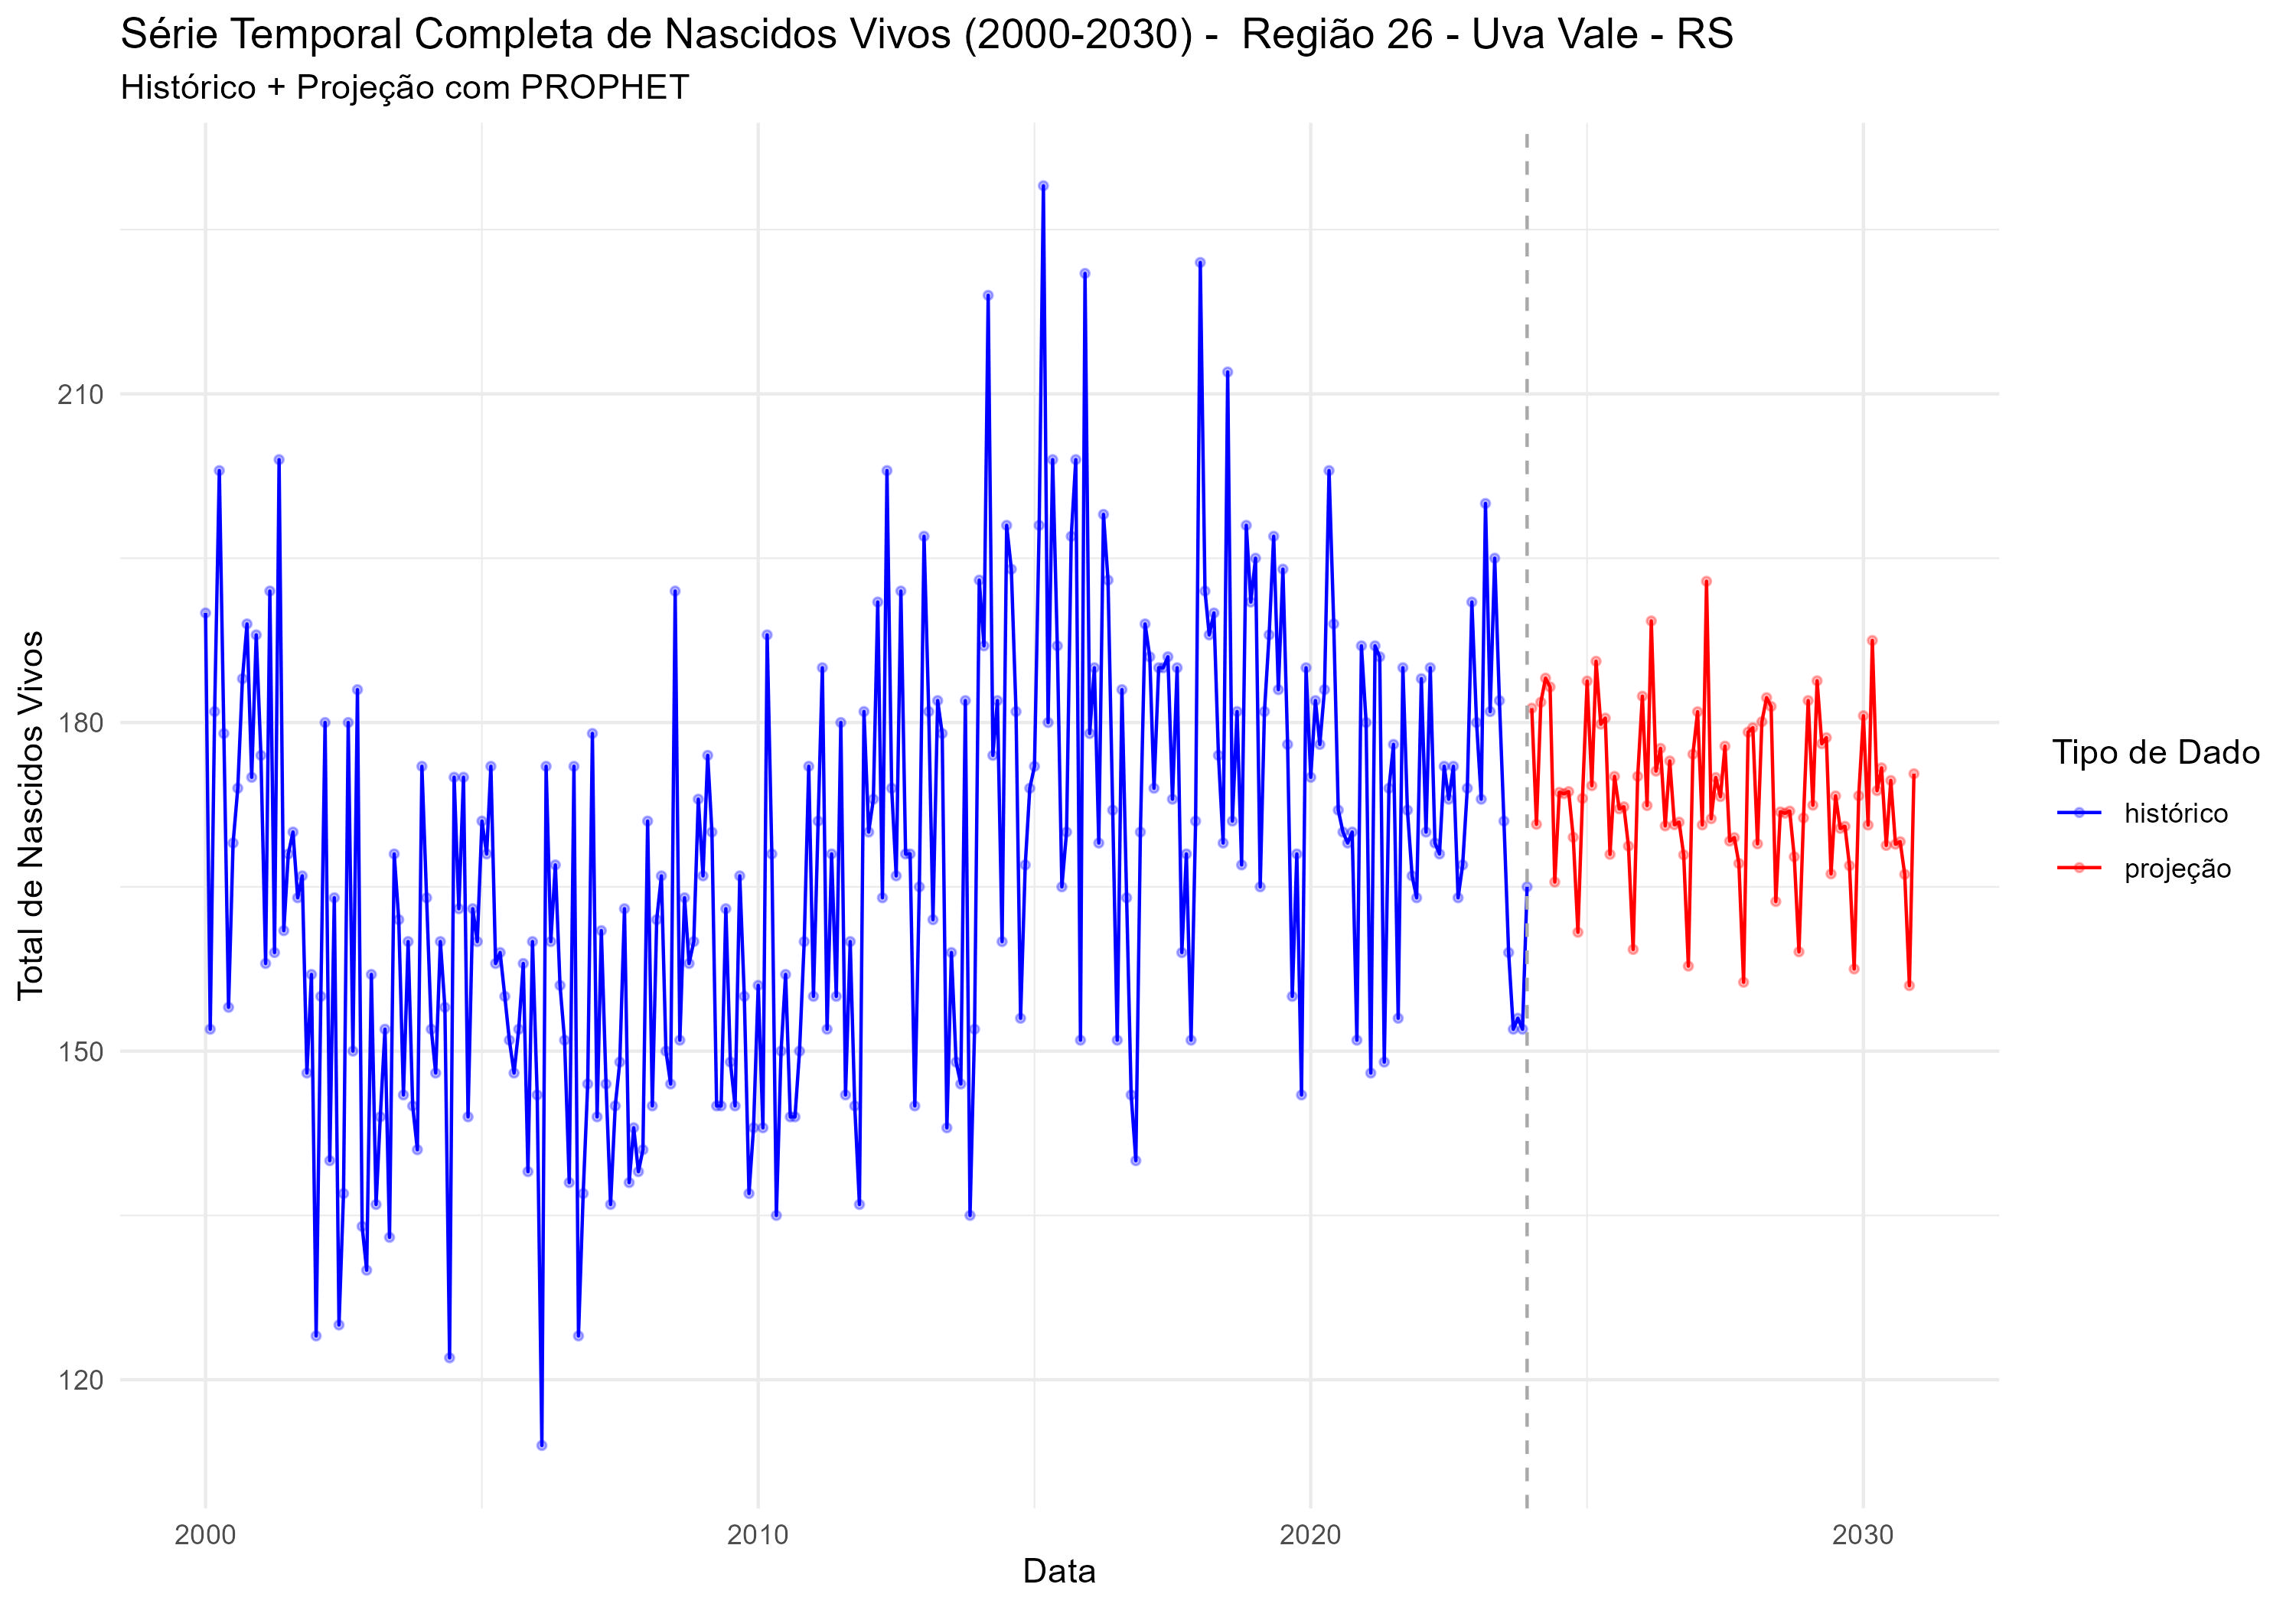 Série Temporal Completa de Nascidos Vivos (2000-2030) -  Região 26 - Uva Vale - RS
Histórico + Projeção com PROPHET
Total de Nascidos Vivos
210
180
150
120
2000
2010
2020
2030
Data
Tipo de Dado
histórico
projeção